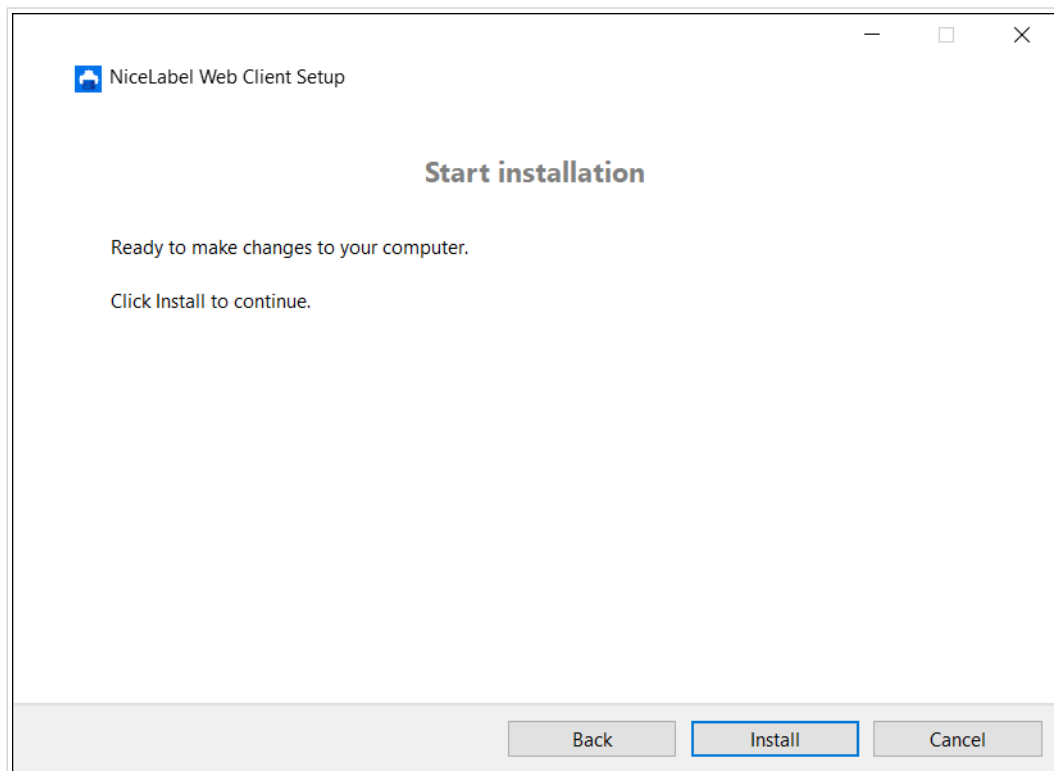 NiceLabel Web Client Setup
Start installation
Ready to make changes to your computer.
Click Install to continue.
Back
Install
Cancel